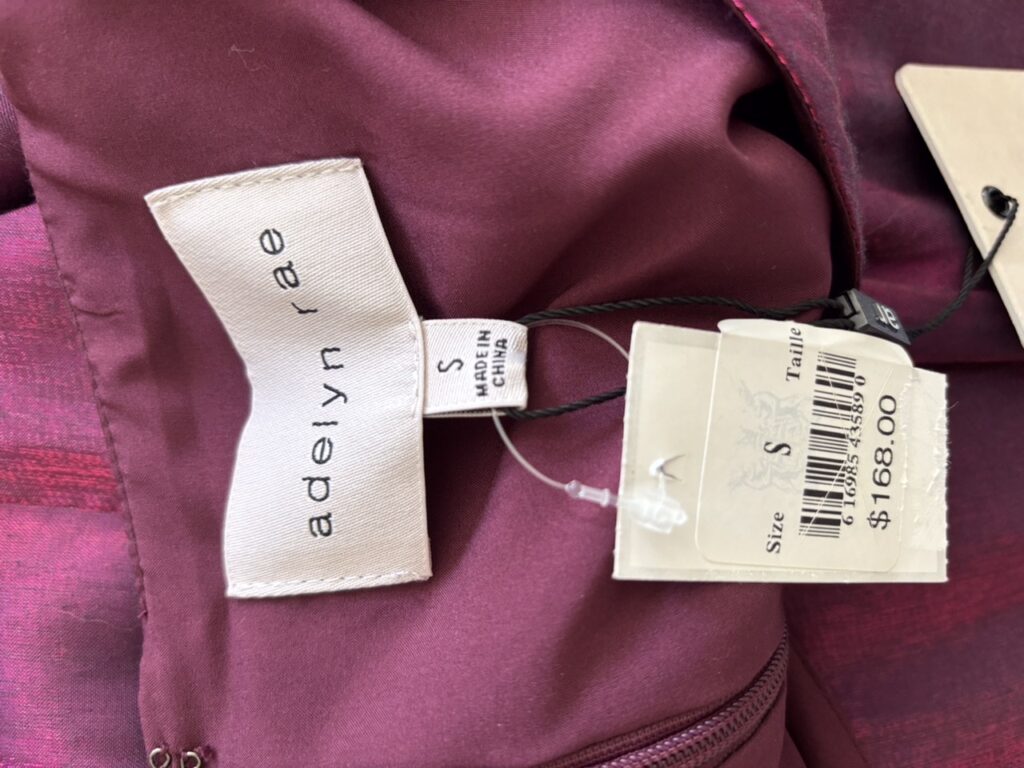 adelyn rae
S
MADE IN
CHINA
Size S Taille
6 16985 43589 0
$168.00